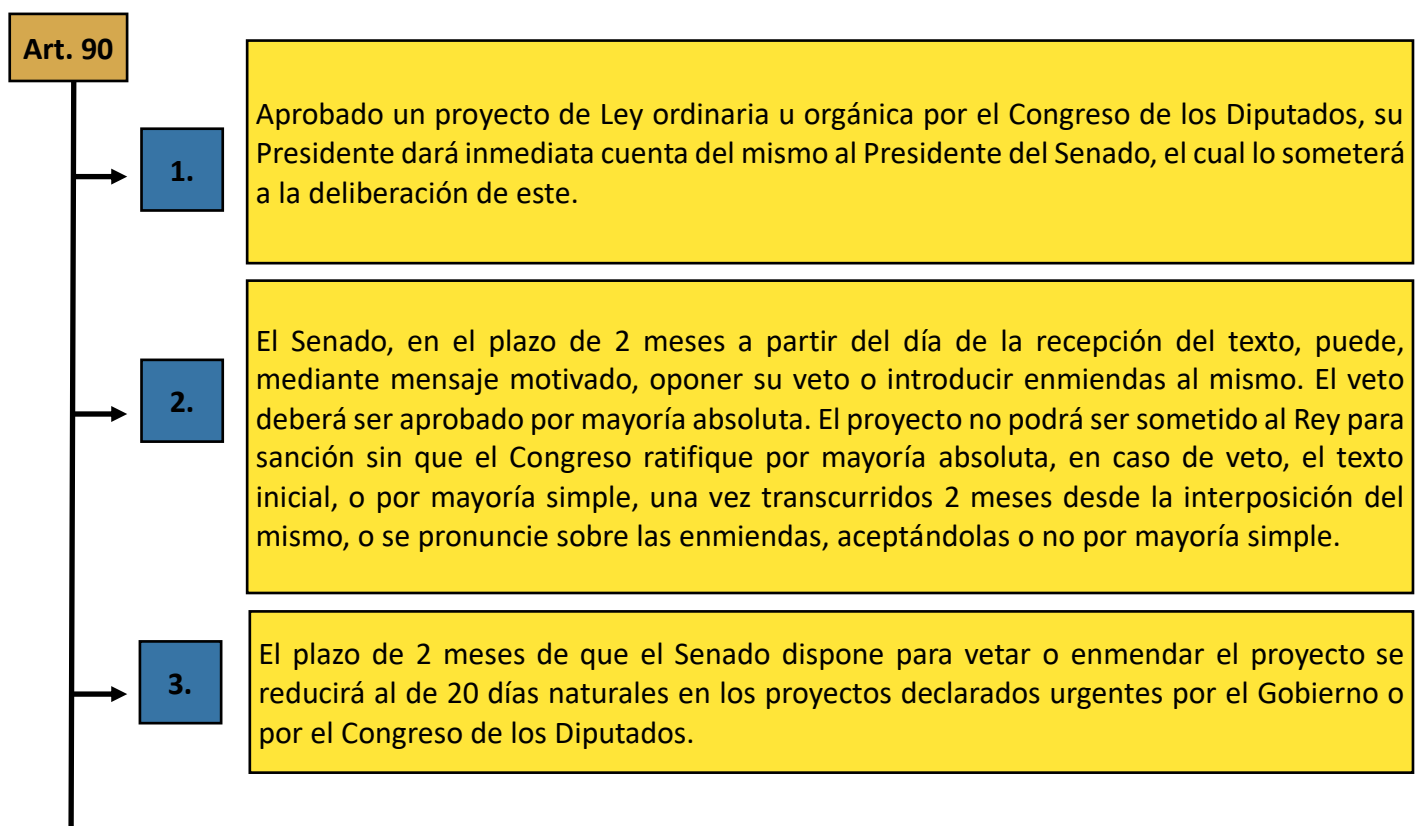 Art. 90
1.
Aprobado un proyecto de Ley ordinaria u orgánica por el Congreso de los Diputados, su
Presidente dará inmediata cuenta del mismo al Presidente del Senado, el cual lo someterá
a la deliberación de este.
2.
El Senado, en el plazo de 2 meses a partir del día de la recepción del texto, puede,
mediante mensaje motivado, oponer su veto o introducir enmiendas al mismo. El veto
deberá ser aprobado por mayoría absoluta. El proyecto no podrá ser sometido al Rey para
sanción sin que el Congreso ratifique por mayoría absoluta, en caso de veto, el texto
inicial, o por mayoría simple, una vez transcurridos 2 meses desde la interposición del
mismo, o se pronuncie sobre las enmiendas, aceptándolas o no por mayoría simple.
3.
El plazo de 2 meses de que el Senado dispone para vetar o enmendar el proyecto se
reducirá al de 20 días naturales en los proyectos declarados urgentes por el Gobierno o
por el Congreso de los Diputados.